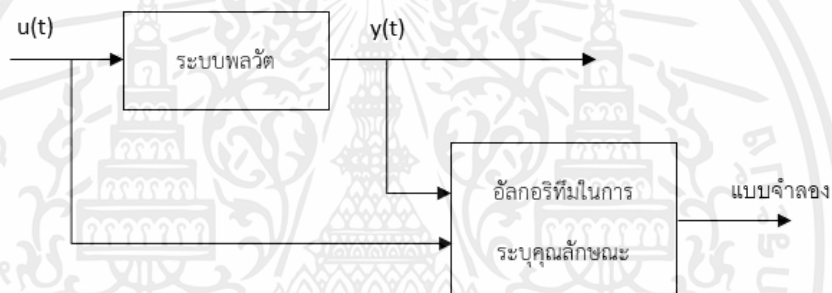 u(t)
y(t)
ระบบพลวัต
อัลกอริทึมในการ
ระบุคุณลักษณะ
แบบจำลอง